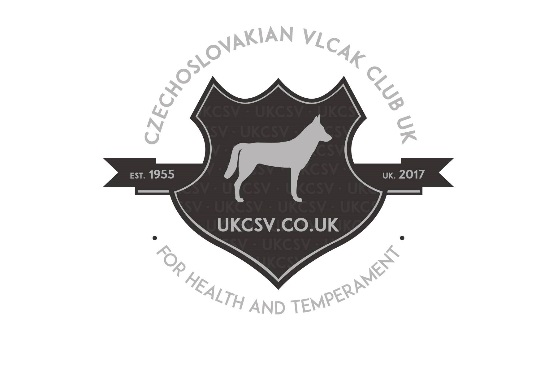 CZECHOSLOVAKIAN VLCAK CLUB UK
EST. 1955
UK. 2017
UKCSV.CO.UK
• FOR HEALTH AND TEMPERAMENT •